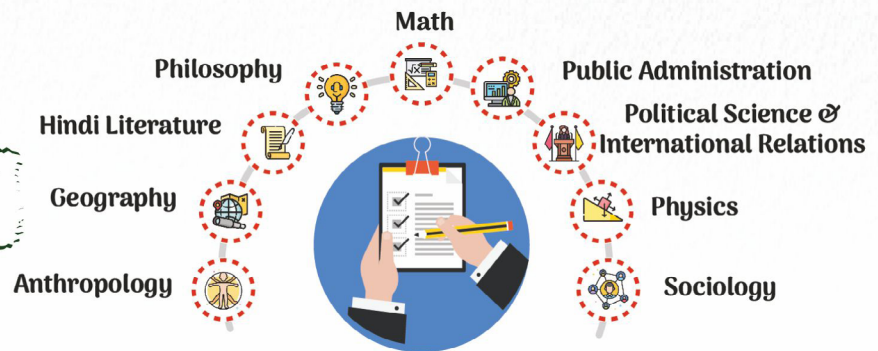 Math
Philosophy
Public Administration
Hindi Literature
Political Science &
International Relations
Geography
Physics
Anthropology
Sociology